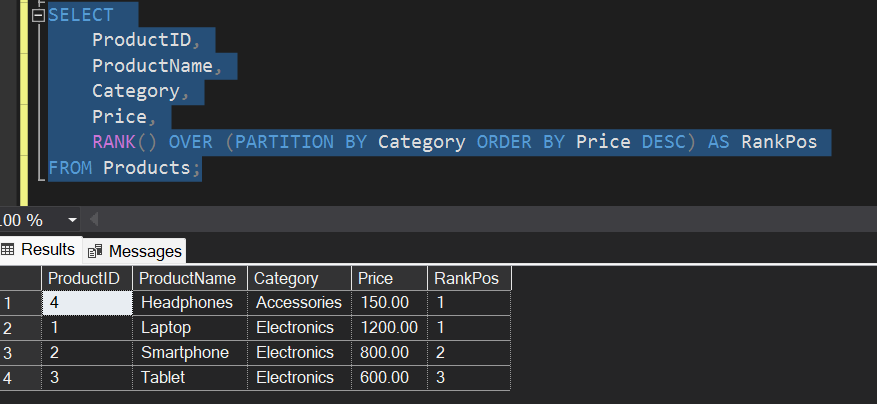 SELECT
ProductID,
ProductName,
Category,
Price,
RANK() OVER (PARTITION BY Category ORDER BY Price DESC) AS RankPos
FROM Products;
.00 %
Results Messages
ProductID ProductName Category Price RankPos
1 4 Headphones Accessories 150.00 1
2 1 Laptop Electronics 1200.00 1
3 2 Smartphone Electronics 800.00 2
4 3 Tablet Electronics 600.00 3